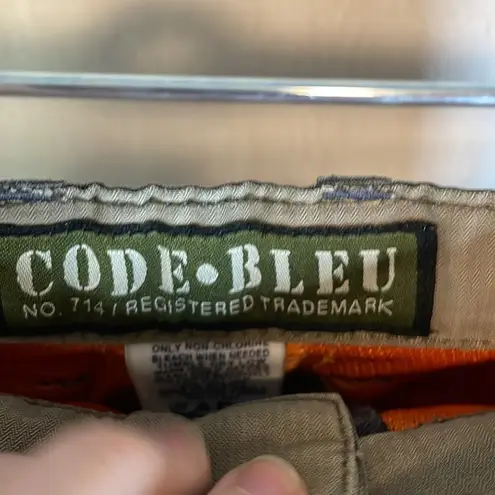 CODE•BLEU
NO. 714 / REGISTERED TRADEMARK
ONLY NON-CHLORINE
BLEACH WHEN NEEDED